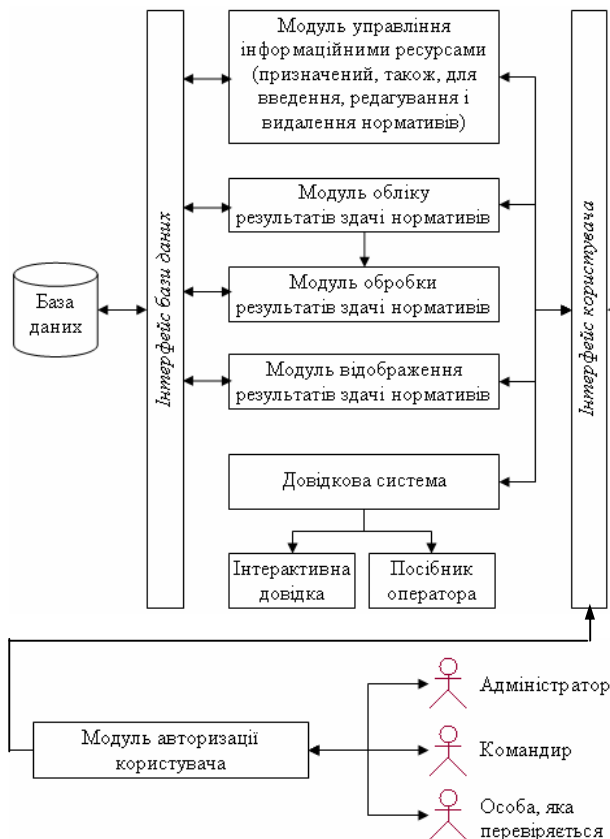 Модуль управління
інформаційними ресурсами
(призначений, також, для
введення, редагування і
видалення нормативів)
Модуль обліку
результатів здачі нормативів
Модуль обробки
результатів здачі нормативів
Модуль відображення
результатів здачі нормативів
База
даних
Інтерфейс бази даних
Інтерфейс користувача
Довідкова система
Інтерактивна
довідка
Посібник
оператора
Модуль авторизації
користувача
Адміністратор
Командир
Особа, яка
перевіряється